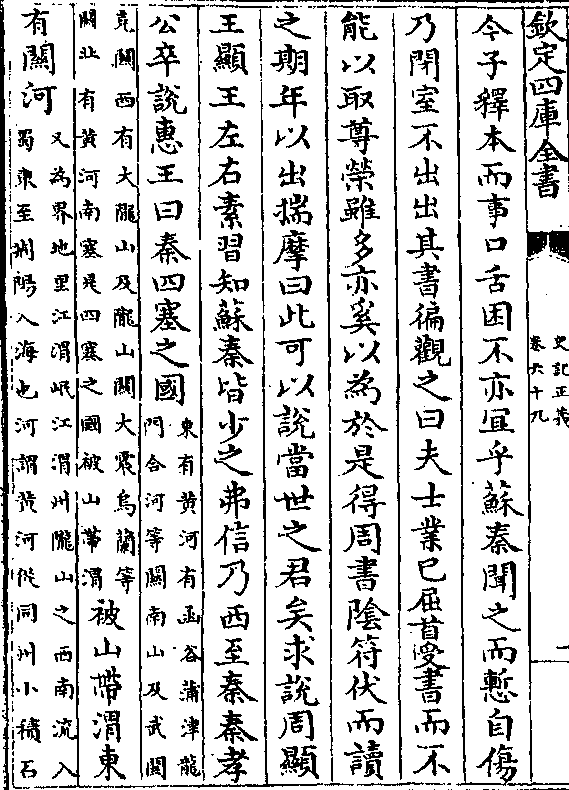 欽定四庫全書
史記正義
卷六十九
一
今子釋本而事口舌困不亦宜乎蘇秦聞之而慙自傷
乃閉室不出出其書徧觀之曰夫士業已屈首受書而不
能以取尊榮雖多亦奚以為於是得周書陰符伏而讀
之期年以出揣摩曰此可以說當世之君矣求說周顯
王顯王左右素習知蘇秦皆少之弗信乃西至秦秦孝
公卒說惠王曰秦四塞之國
東有黄河有函谷蒲津龍
門合河等關南山及武關
堯關西有大隴山及隴山關大震烏蘭等
關北有黄河南塞是四塞之國被山帶渭
被山帶渭東
有關河
又為界地里江渭岷江渭州隴山之西南流入
蜀東至荆陽入海也河謂黄河從同州小積石